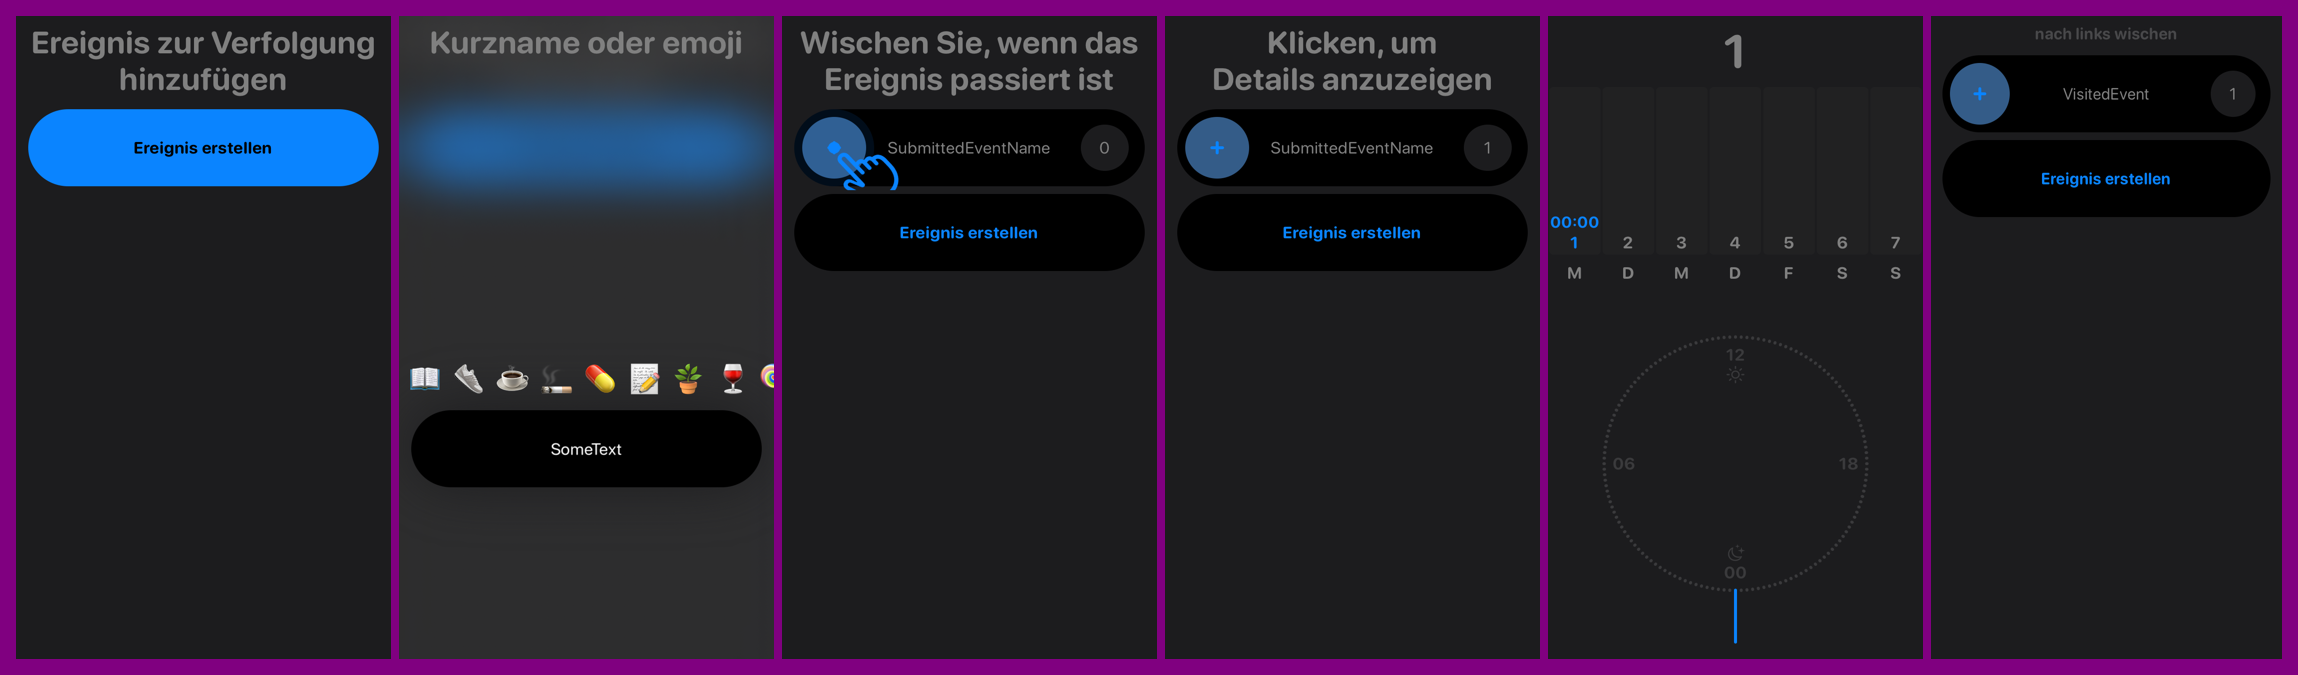 Ereignis zur Verfolgung
hinzufügen
Ereignis erstellen
Kurzname oder emoji
SomeText
Wischen Sie, wenn das
Ereignis passiert ist
SubmittedEventName 0
Ereignis erstellen
Klicken, um
Details anzuzeigen
+ SubmittedEventName 1
Ereignis erstellen
1
00:00
1 2 3 4 5 6 7
M D M D F S S
12
06 18
00
nach links wischen
+ VisitedEvent 1
Ereignis erstellen